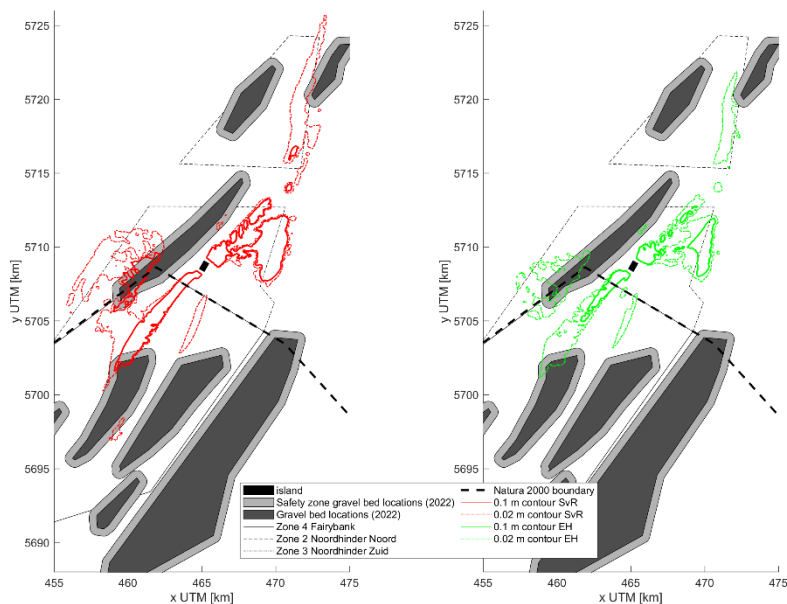 5725
5720
5715
5710
5705
5700
5695
5690
y UTM [km]
455
460
465
470
475
x UTM [km]
5725
5720
5715
5710
5705
5700
5695
5690
y UTM [km]
455
460
465
470
475
x UTM [km]
island
Safety zone gravel bed locations (2022)
Gravel bed locations (2022)
Zone 4 Fairybank
Zone 2 Noordhinder Noord
Zone 3 Noordhinder Zuid
Natura 2000 boundary
0.1 m contour SvR
0.02 m contour SvR
0.1 m contour EH
0.02 m contour EH